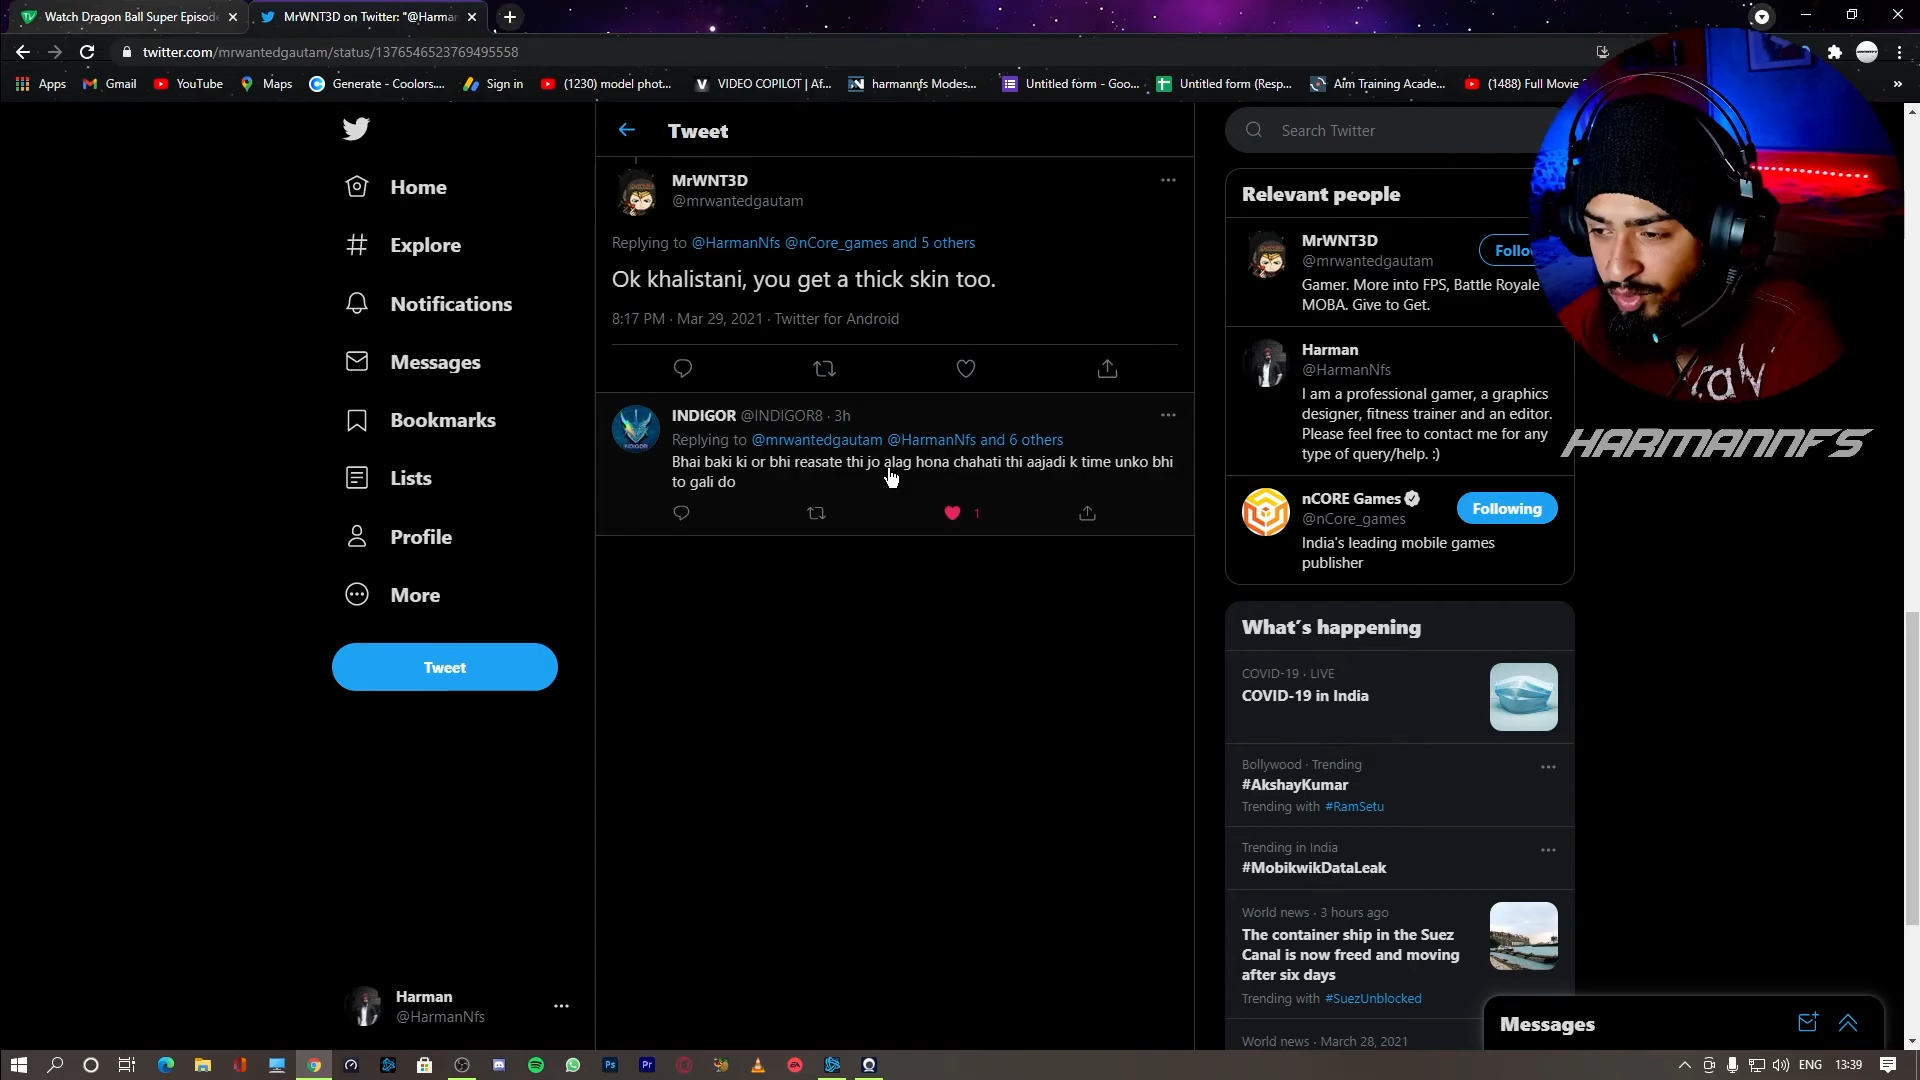 Watch Dragon Ball Super Episod
MrWNT3D on Twitter: "@Harma
twitter.com/mrwantedgautam/status/1376546523769495558
Apps
Gmail
YouTube
Maps
Generate - Coolors....
Sign in
(1230) model phot...
VIDEO COPILOT | Af...
harmannfs Modes...
Untitled form - Goo...
Untitled form (Resp...
Aim Training Acade...
(1488) Full Movie
Home
Explore
Notifications
Messages
Bookmarks
Lists
Profile
More
Tweet
Harman
@HarmanNfs
Tweet
MrWNT3D
@mrwantedgautam
Replying to @HarmanNfs @nCore_games and 5 others
Ok khalistani, you get a thick skin too.
8:17 PM · Mar 29, 2021 · Twitter for Android
INDIGOR @INDIGOR8 · 3h
Replying to @mrwantedgautam @HarmanNfs and 6 others
Bhai baki ki or bhi reasate thi jo alag hona chahati thi aajadi k time unko bhi
to gali do
1
Search Twitter
Relevant people
MrWNT3D
@mrwantedgautam
Follo
Gamer. More into FPS, Battle Royale
MOBA. Give to Get.
Harman
@HarmanNfs
I am a professional gamer, a graphics
designer, fitness trainer and an editor.
Please feel free to contact me for any
type of query/help. :)
nCORE Games
@nCore_games
Following
India's leading mobile games
publisher
HARMANNFS
What's happening
COVID-19 · LIVE
COVID-19 in India
Bollywood · Trending
#AkshayKumar
Trending with #RamSetu
Trending in India
#MobikwikDataLeak
World news · 3 hours ago
The container ship in the Suez
Canal is now freed and moving
after six days
Trending with #SuezUnblocked
World news · March 28, 2021
Messages
ENG
13:39